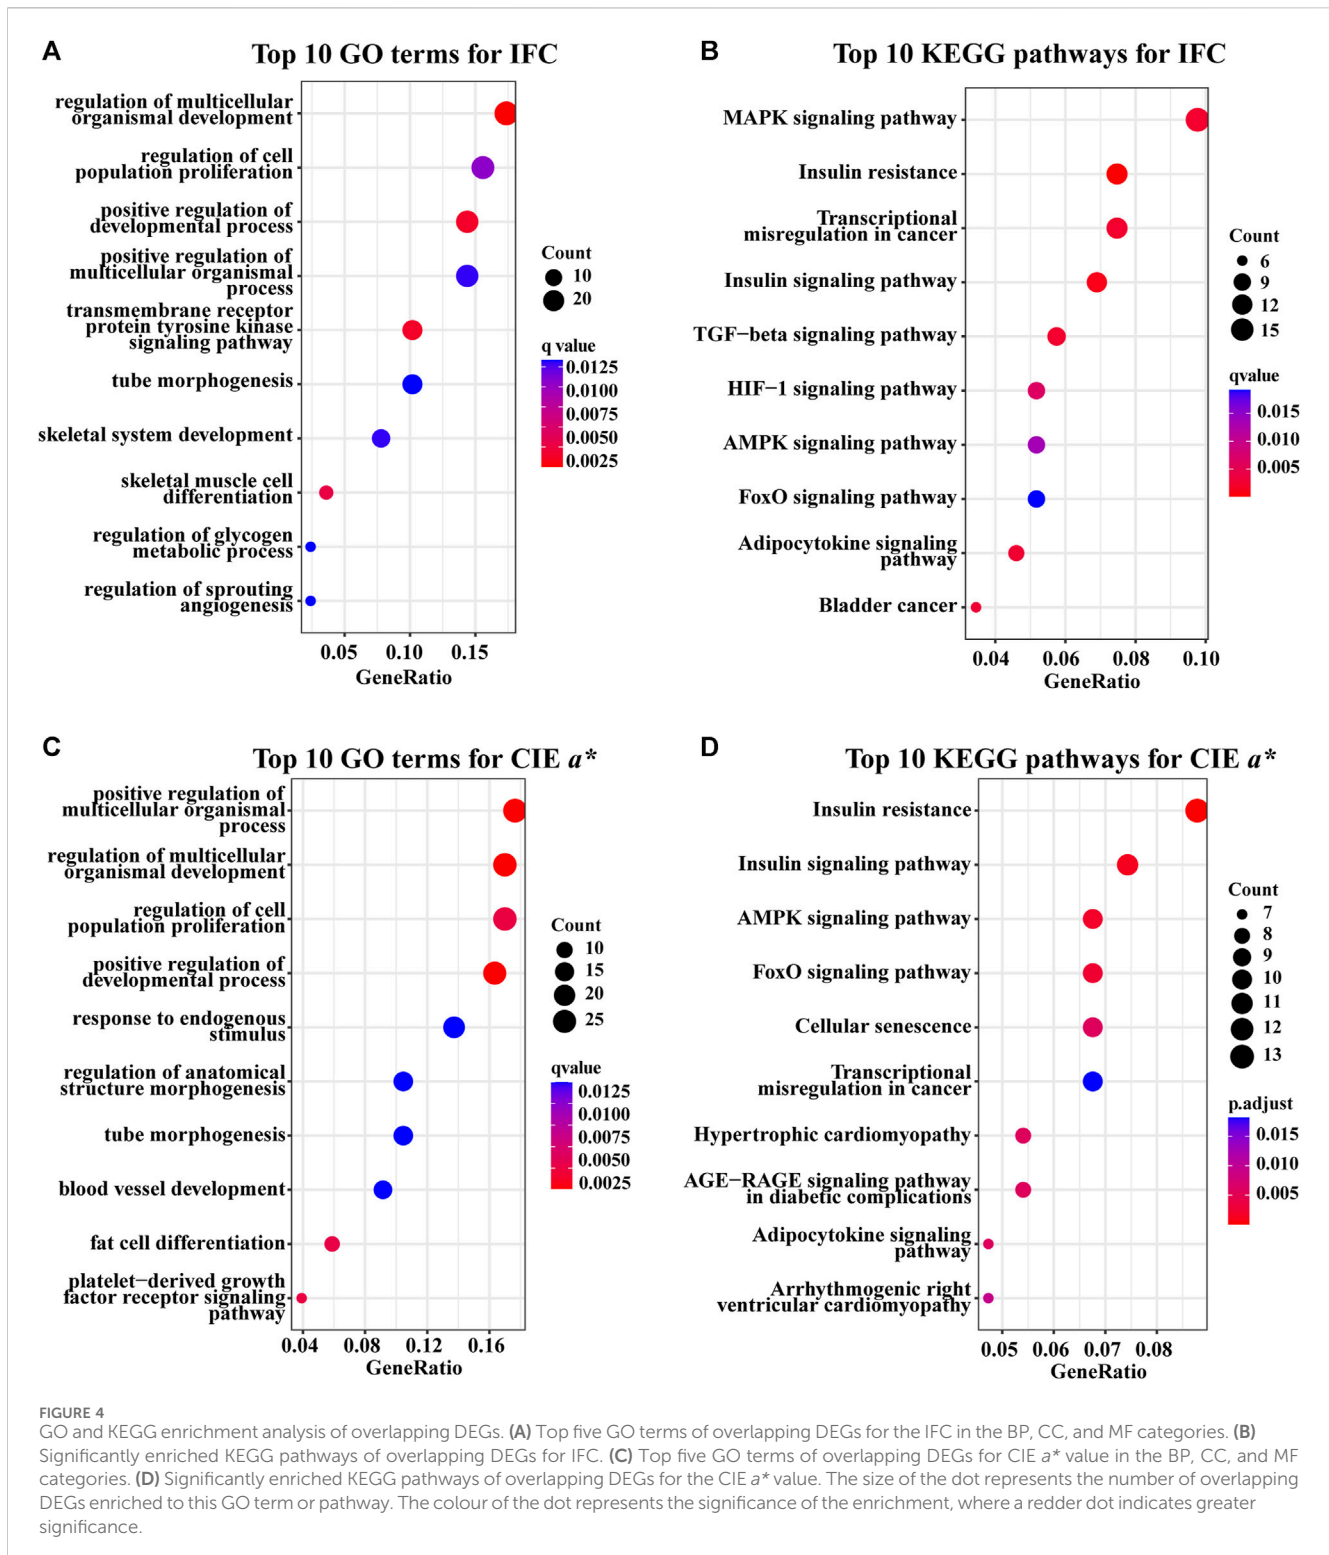 A
Top 10 GO terms for IFC
regulation of multicellular
organismal development
regulation of cell
population proliferation
positive regulation of
developmental process
positive regulation of
multicellular organismal
process
transmembrane receptor
protein tyrosine kinase
signaling pathway
tube morphogenesis
skeletal system development
skeletal muscle cell
differentiation
regulation of glycogen
metabolic process
regulation of sprouting
angiogenesis
0.05 0.10 0.15
GeneRatio
Count
10
20
q value
0.0125
0.0100
0.0075
0.0050
0.0025
B
Top 10 KEGG pathways for IFC
MAPK signaling pathway
Insulin resistance
Transcriptional
misregulation in cancer
Insulin signaling pathway
TGF−beta signaling pathway
HIF−1 signaling pathway
AMPK signaling pathway
FoxO signaling pathway
Adipocytokine signaling
pathway
Bladder cancer
0.04 0.06 0.08 0.10
GeneRatio
Count
6
9
12
15
qvalue
0.015
0.010
0.005
C
Top 10 GO terms for CIE a*
positive regulation of
multicellular organismal
process
regulation of multicellular
organismal development
regulation of cell
population proliferation
positive regulation of
developmental process
response to endogenous
stimulus
regulation of anatomical
structure morphogenesis
tube morphogenesis
blood vessel development
fat cell differentiation
platelet−derived growth
factor receptor signaling
pathway
0.04 0.08 0.12 0.16
GeneRatio
Count
10
15
20
25
qvalue
0.0125
0.0100
0.0075
0.0050
0.0025
D
Top 10 KEGG pathways for CIE a*
Insulin resistance
Insulin signaling pathway
AMPK signaling pathway
FoxO signaling pathway
Cellular senescence
Transcriptional
misregulation in cancer
Hypertrophic cardiomyopathy
AGE−RAGE signaling pathway
in diabetic complications
Adipocytokine signaling
pathway
Arrhythmogenic right
ventricular cardiomyopathy
0.05 0.06 0.07 0.08
GeneRatio
Count
7
8
9
10
11
12
13
p.adjust
0.015
0.010
0.005
FIGURE 4
GO and KEGG enrichment analysis of overlapping DEGs. (A) Top five GO terms of overlapping DEGs for the IFC in the BP, CC, and MF categories. (B)
Significantly enriched KEGG pathways of overlapping DEGs for IFC. (C) Top five GO terms of overlapping DEGs for CIE a* value in the BP, CC, and MF
categories. (D) Significantly enriched KEGG pathways of overlapping DEGs for the CIE a* value. The size of the dot represents the number of overlapping
DEGs enriched to this GO term or pathway. The colour of the dot represents the significance of the enrichment, where a redder dot indicates greater
significance.